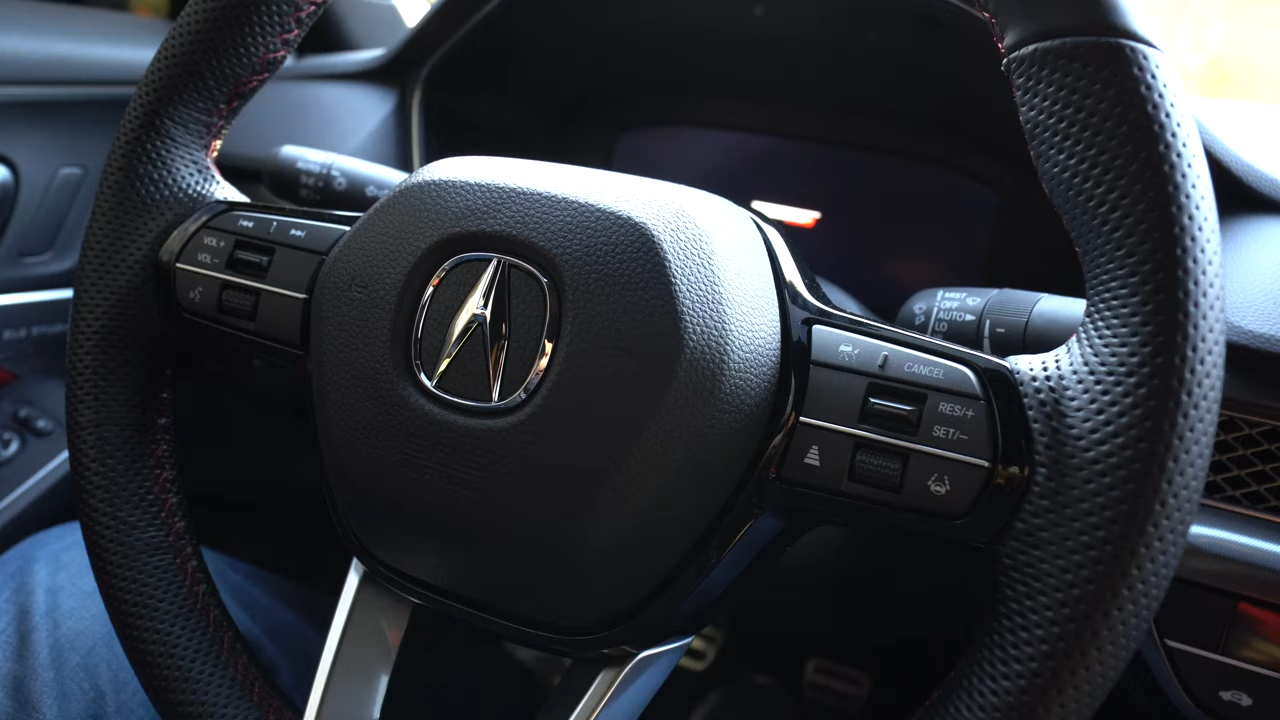 VOL+
VOL−
MIST
OFF
AUTO
LO
CANCEL
RES/+
SET/−